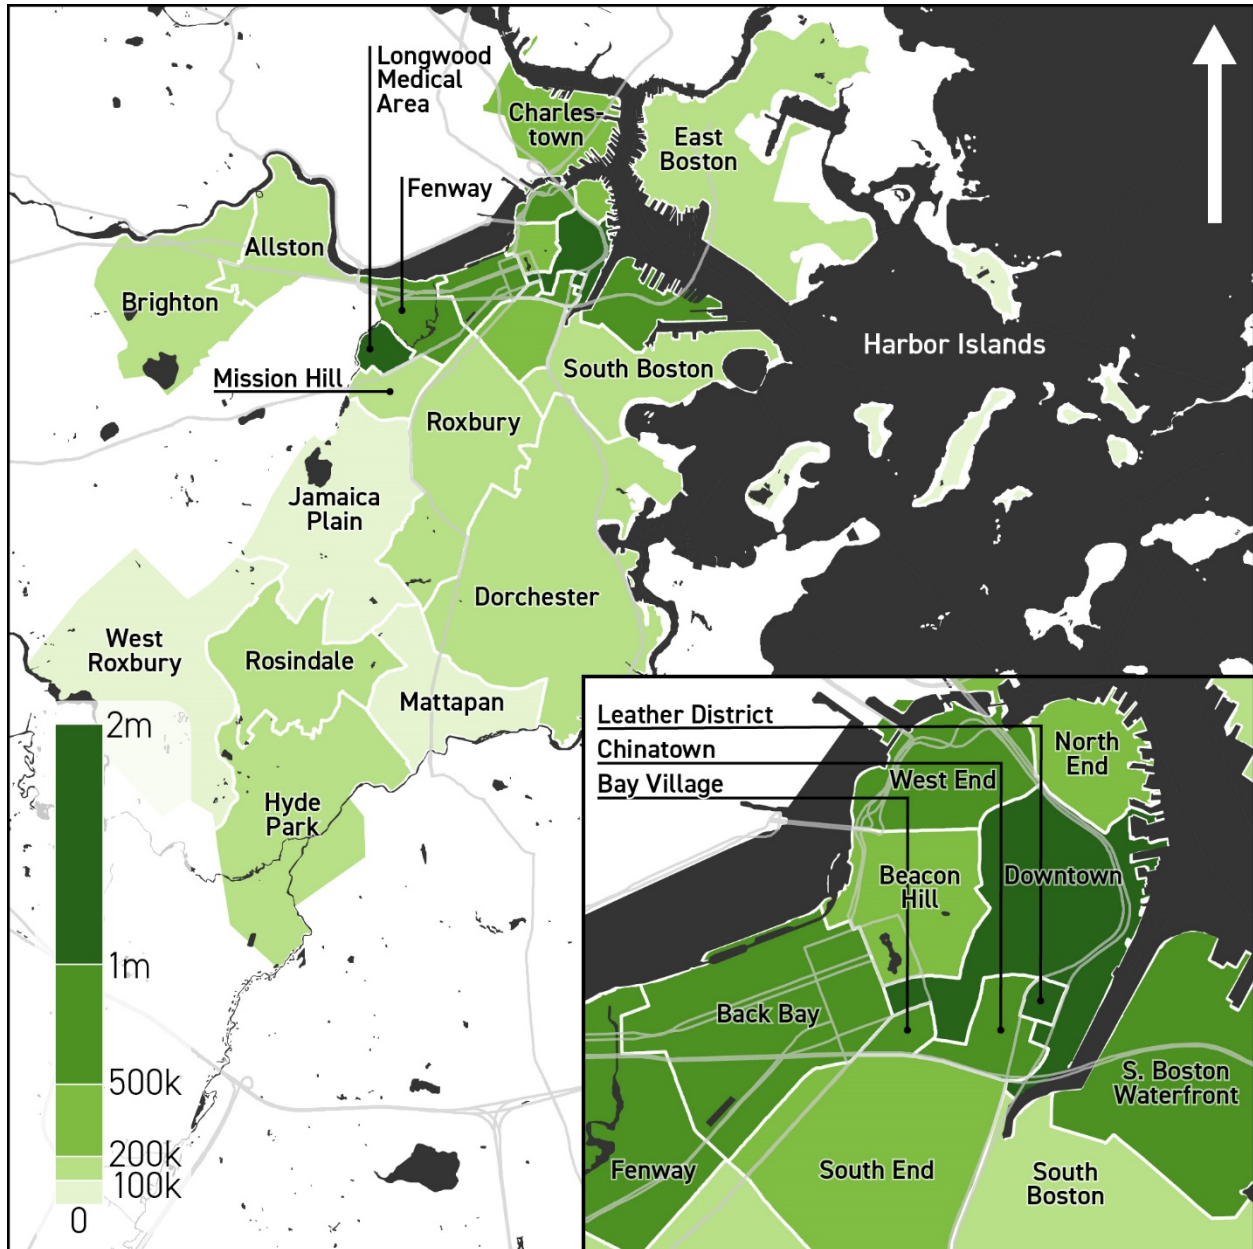 Longwood
Medical
Area
Charles-
town
East
Boston
Fenway
Allston
Brighton
Harbor Islands
South Boston
Mission Hill
Roxbury
Jamaica
Plain
Dorchester
West
Roxbury
Rosindale
Mattapan
Hyde
Park
2m
1m
500k
200k
100k
0
Leather District
Chinatown
Bay Village
North
End
West End
Beacon
Hill
Downtown
Back Bay
S. Boston
Waterfront
Fenway
South End
South
Boston